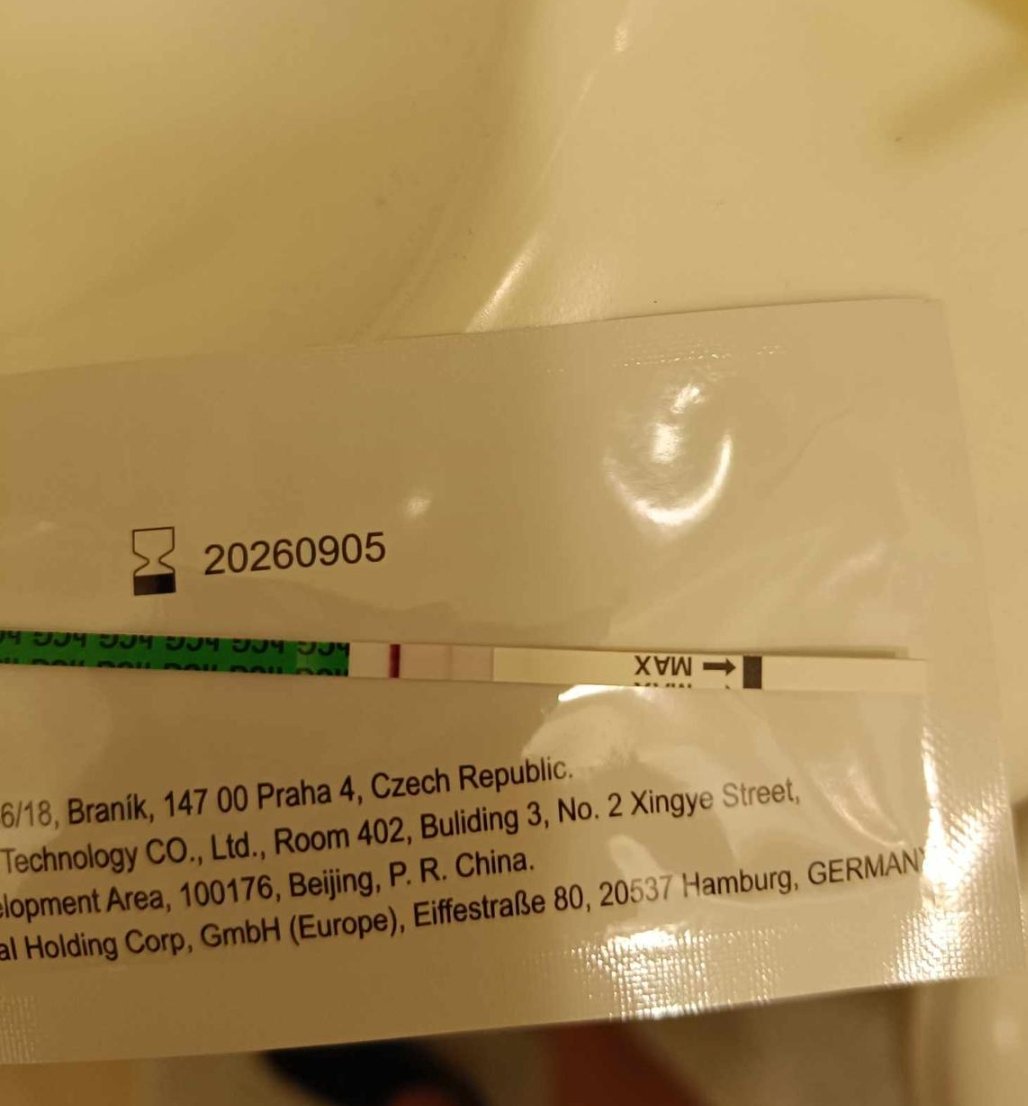 20260905
MAX
6/18, Braník, 147 00 Praha 4, Czech Republic.
Technology CO., Ltd., Room 402, Buliding 3, No. 2 Xingye Street,
elopment Area, 100176, Beijing, P. R. China.
al Holding Corp, GmbH (Europe), Eiffestraße 80, 20537 Hamburg, GERMANY